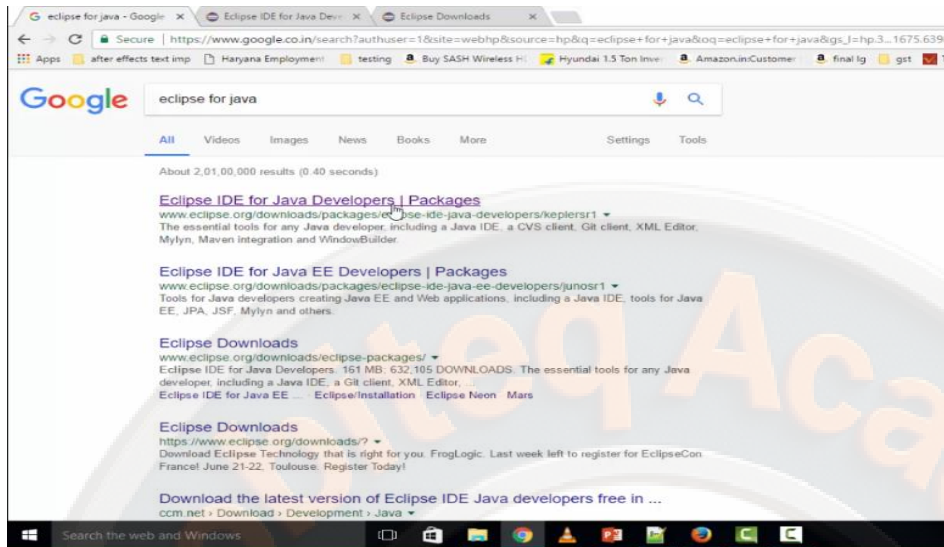 eclipse for java - Google
Eclipse IDE for Java Deve
Eclipse Downloads
Secure | https://www.google.co.in/search?authuser=1&site=webhp&source=hp&q=eclipse+for+java&oq=eclipse+for+java&gs_l=hp.3...1675.639
Apps after effects text imp Haryana Employment testing Buy SASH Wireless H Hyundai 1.5 Ton Inve Amazon.in:Customer final lg gst
Google eclipse for java
All Videos Images News Books More Settings Tools
About 2,01,00,000 results (0.40 seconds)
Eclipse IDE for Java Developers | Packages
www.eclipse.org/downloads/packages/eclipse-ide-java-developers/keplersr1
The essential tools for any Java developer, including a Java IDE, a CVS client, Git client, XML Editor,
Mylyn, Maven integration and WindowBuilder.
Eclipse IDE for Java EE Developers | Packages
www.eclipse.org/downloads/packages/eclipse-ide-java-ee-developers/junosr1
Tools for Java developers creating Java EE and Web applications, including a Java IDE, tools for Java
EE, JPA, JSF, Mylyn and others.
Eclipse Downloads
www.eclipse.org/downloads/eclipse-packages/
Eclipse IDE for Java Developers. 161 MB; 632,105 DOWNLOADS. The essential tools for any Java
developer, including a Java IDE, a Git client, XML Editor, ...
Eclipse IDE for Java EE ... · Eclipse/Installation · Eclipse Neon · Mars
Eclipse Downloads
https://www.eclipse.org/downloads/?
Download Eclipse Technology that is right for you. FrogLogic. Last week left to register for EclipseCon
France! June 21-22, Toulouse. Register Today!
Download the latest version of Eclipse IDE Java developers free in ...
ccm.net › Download › Development › Java
Search the web and Windows